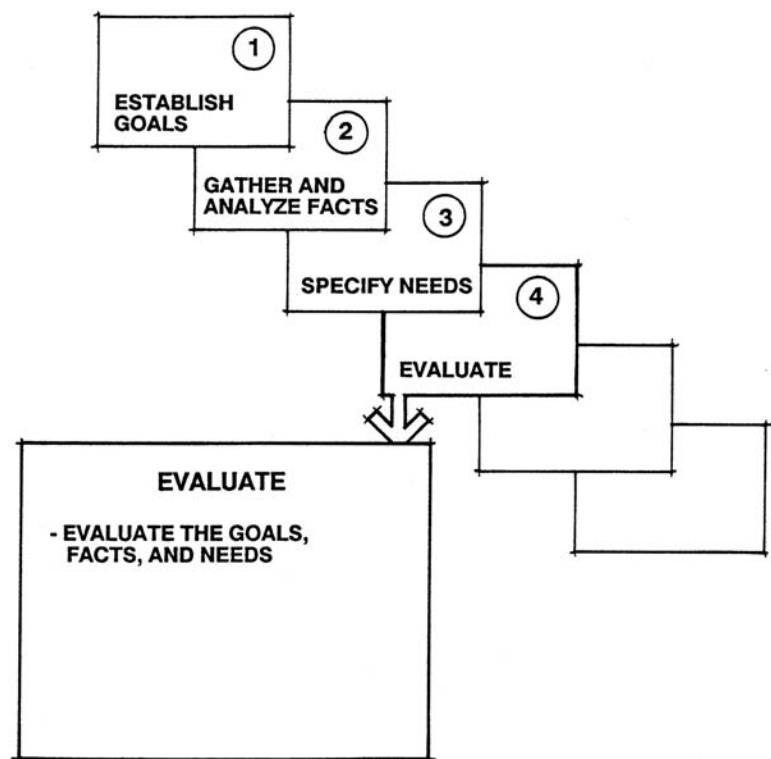 1
ESTABLISH
GOALS
2
GATHER AND
ANALYZE FACTS
3
SPECIFY NEEDS
4
EVALUATE
EVALUATE
- EVALUATE THE GOALS,
FACTS, AND NEEDS